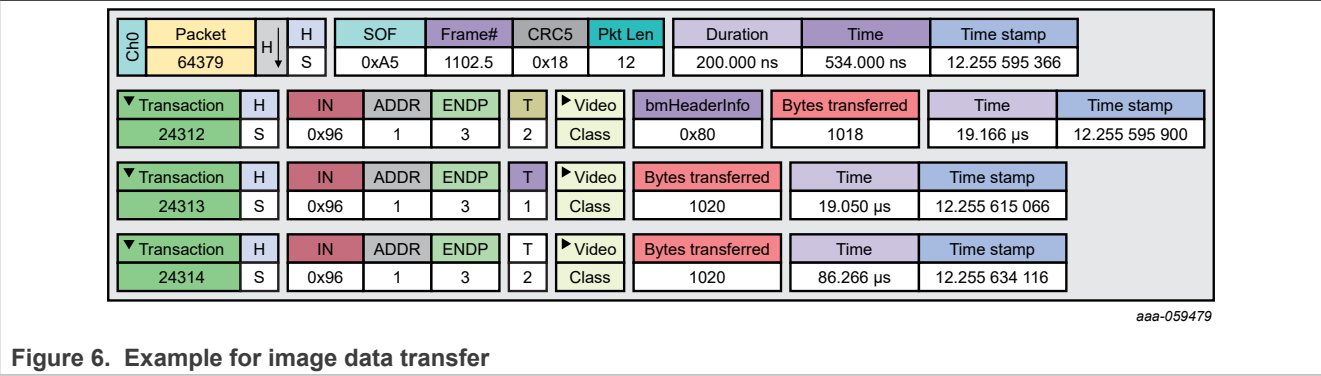 Ch0 Packet H H SOF Frame# CRC5 Pkt Len Duration Time Time stamp
64379 S 0xA5 1102.5 0x18 12 200.000 ns 534.000 ns 12.255 595 366
Transaction H IN ADDR ENDP T Video bmHeaderInfo Bytes transferred Time Time stamp
24312 S 0x96 1 3 2 Class 0x80 1018 19.166 µs 12.255 595 900
Transaction H IN ADDR ENDP T Video Bytes transferred Time Time stamp
24313 S 0x96 1 3 1 Class 1020 19.050 µs 12.255 615 066
Transaction H IN ADDR ENDP T Video Bytes transferred Time Time stamp
24314 S 0x96 1 3 2 Class 1020 86.266 µs 12.255 634 116
aaa-059479
Figure 6. Example for image data transfer